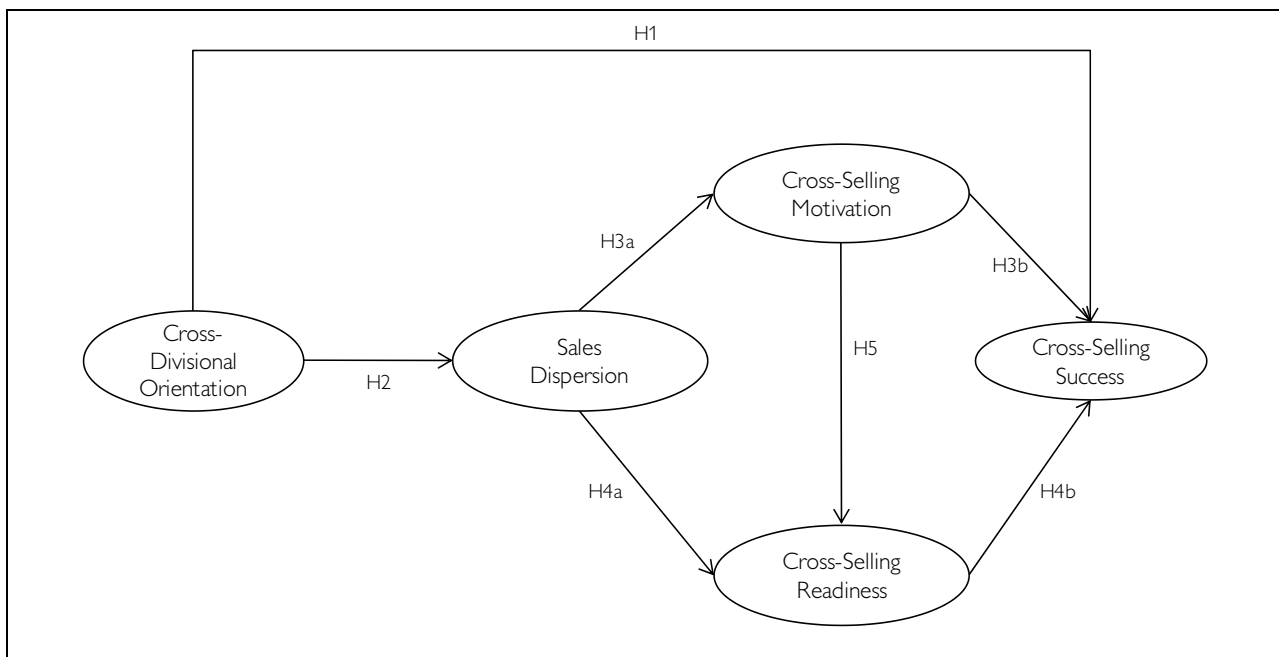 H1
Cross-Selling
Motivation
H3a
H3b
Cross-
Divisional
Orientation
H2
Sales
Dispersion
H5
Cross-Selling
Success
H4a
H4b
Cross-Selling
Readiness